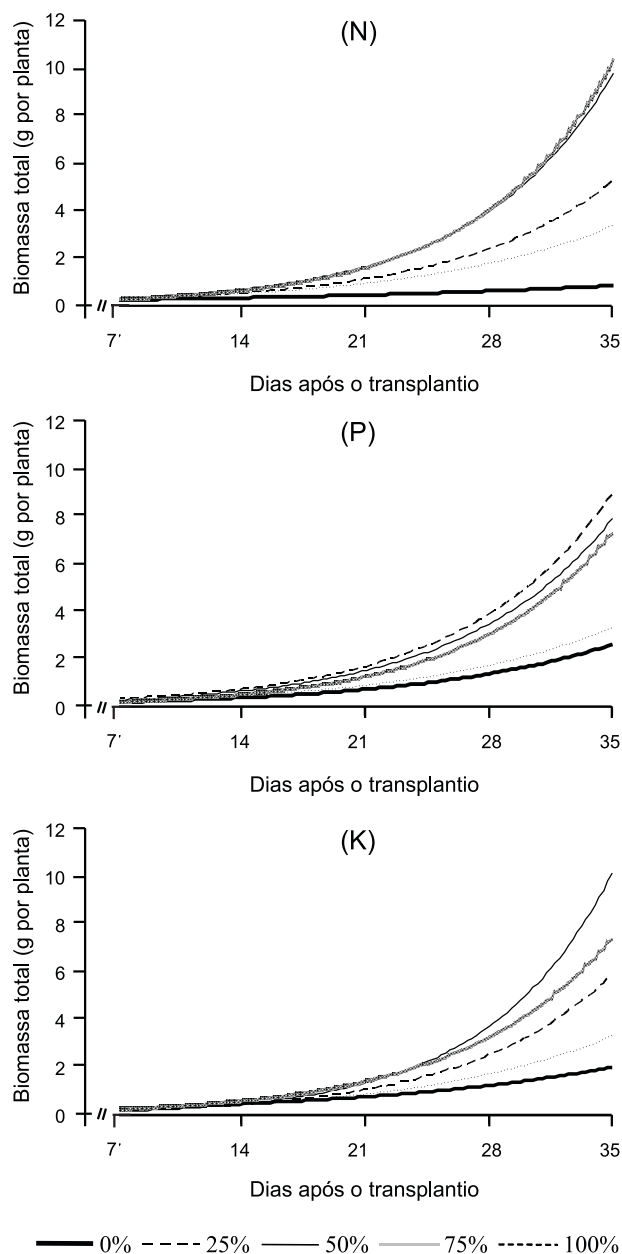 (N)
Biomassa total (g por planta)
12
10
8
6
4
2
0
7 14 21 28 35
Dias após o transplantio
(P)
Biomassa total (g por planta)
12
10
8
6
4
2
0
7 14 21 28 35
Dias após o transplantio
(K)
Biomassa total (g por planta)
12
10
8
6
4
2
0
7 14 21 28 35
Dias após o transplantio
0% 25% 50% 75% 100%